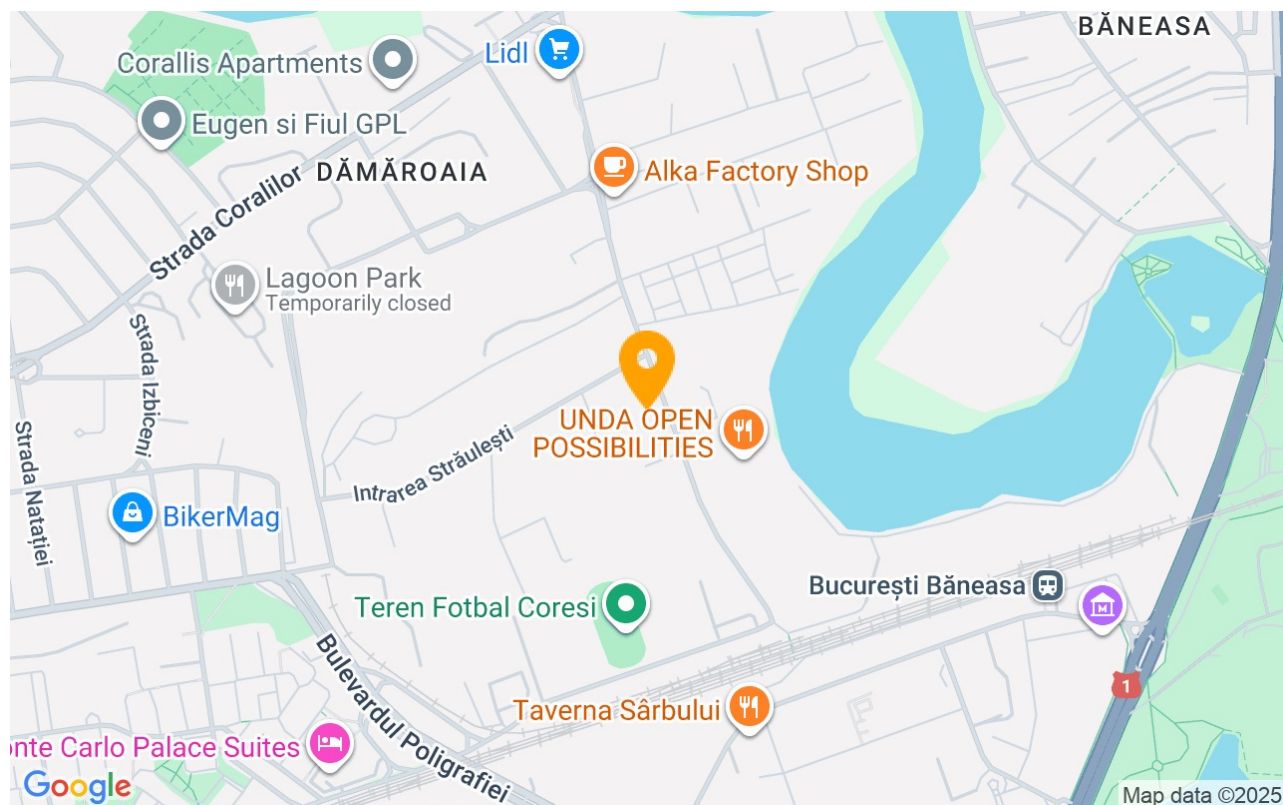 BĂNEASA
Lidl
Corallis Apartments
Eugen si Fiul GPL
DĂMĂROAIA
Alka Factory Shop
Strada Coralilor
Lagoon Park
Temporarily closed
Strada Izbiceni
UNDA OPEN
POSSIBILITIES
Intrarea Străulești
Strada Natației
BikerMag
București Băneasa
Teren Fotbal Coresi
M
1
Taverna Sârbului
Bulevardul Poligrafiei
onte Carlo Palace Suites
Google
Map data ©2025